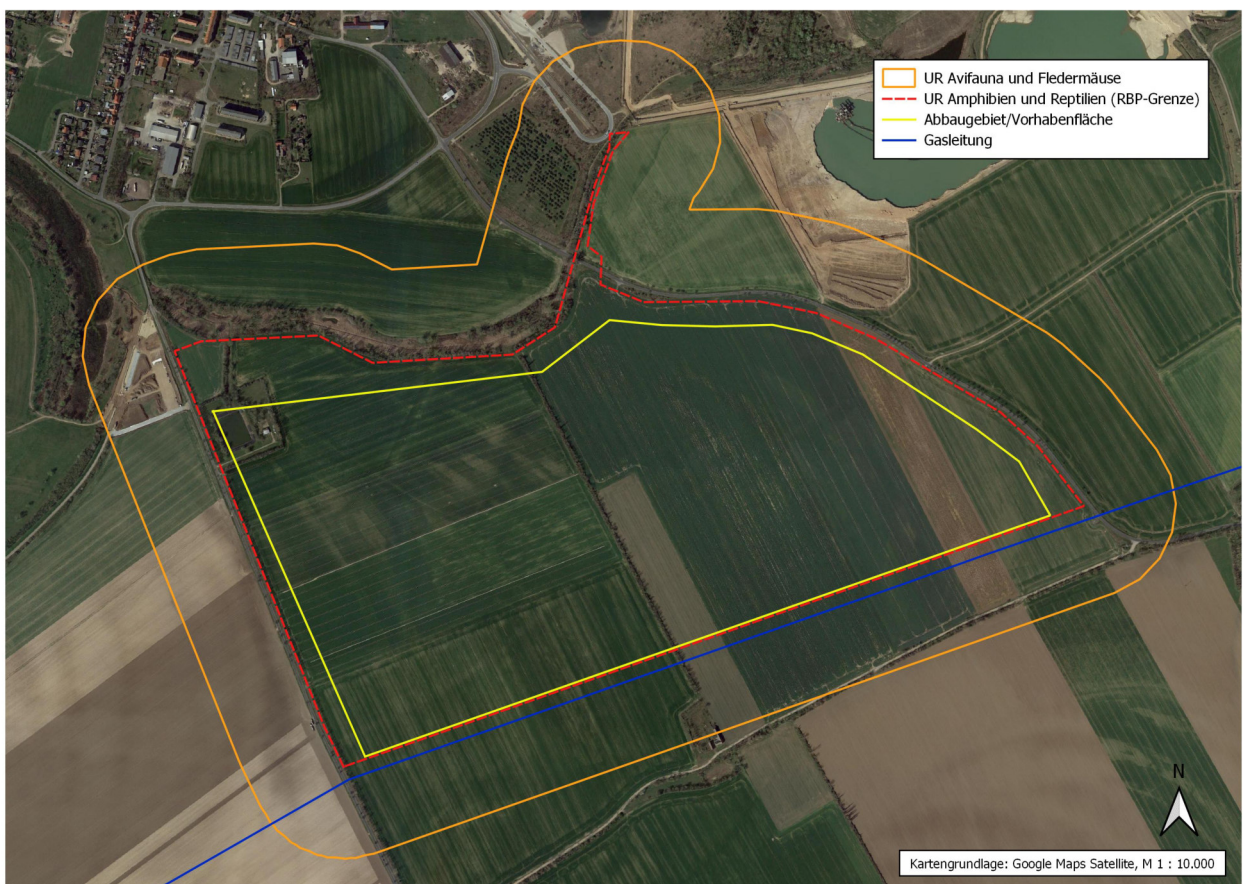 UR Avifauna und Fledermäuse
UR Amphibien und Reptilien (RBP-Grenze)
Abbaugebiet/Vorhabenfläche
Gasleitung
N
Kartengrundlage: Google Maps Satellite, M 1 : 10.000